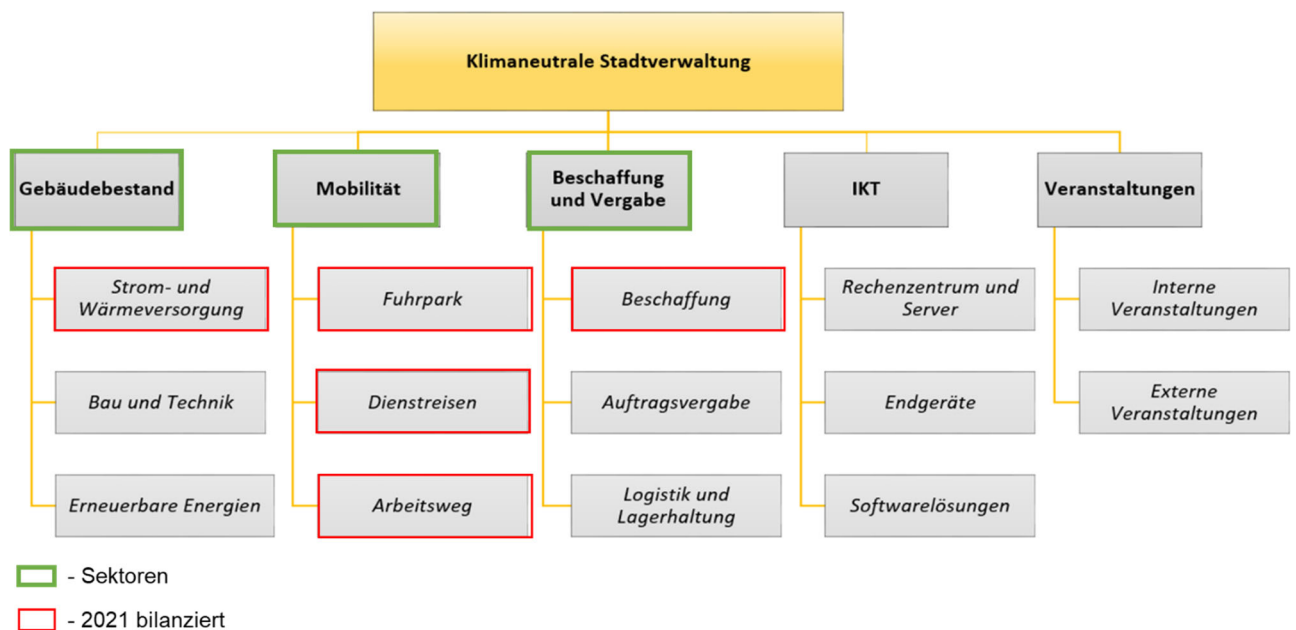 Klimaneutrale Stadtverwaltung
Gebäudebestand
Mobilität
Beschaffung
und Vergabe
IKT
Veranstaltungen
Strom- und
Wärmeversorgung
Fuhrpark
Beschaffung
Rechenzentrum und
Server
Interne
Veranstaltungen
Bau und Technik
Dienstreisen
Auftragsvergabe
Endgeräte
Externe
Veranstaltungen
Erneuerbare Energien
Arbeitsweg
Logistik und
Lagerhaltung
Softwarelösungen
- Sektoren
- 2021 bilanziert